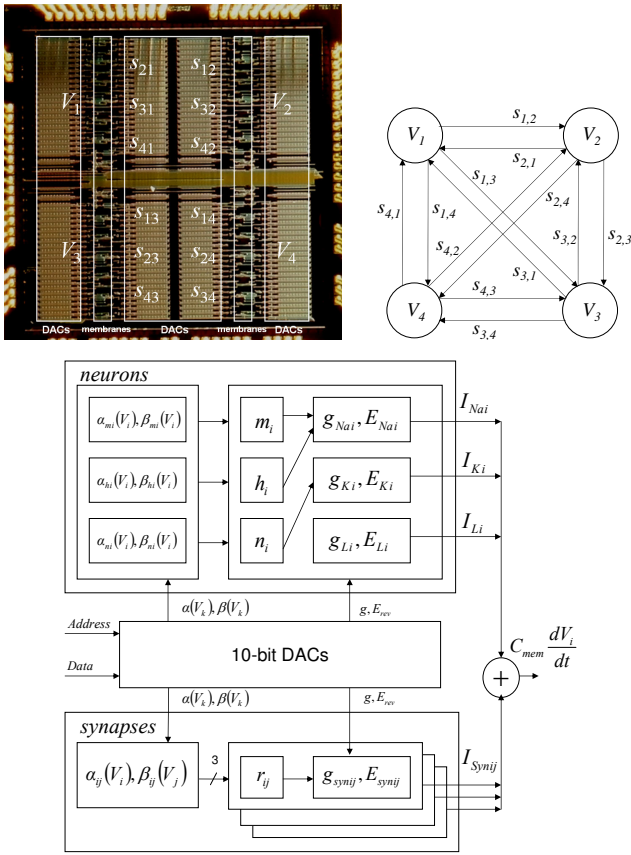 s21 s12
V1 s31 s32 V2
s41 s42
s13 s14
V3 s23 s24 V4
s43 s34
DACs membranes DACs membranes DACs
s1,2
V1 V2
s2,1
s1,3
s4,1 s1,4 s2,4
s4,2 s3,2 s2,3
s3,1
s4,3
V4 V3
s3,4
neurons
αmi(Vi),βmi(Vi) mi gNai,ENai INai
αhi(Vi),βhi(Vi) hi gKi,EKi IKi
αni(Vi),βni(Vi) ni gLi,ELi ILi
α(Vk),β(Vk) g,Erev
Address
10-bit DACs
Data
Cmem dVi/dt
+
α(Vk),β(Vk) g,Erev
synapses
αij(Vi),βij(Vj) 3 rij gsynij,Esynij ISynij